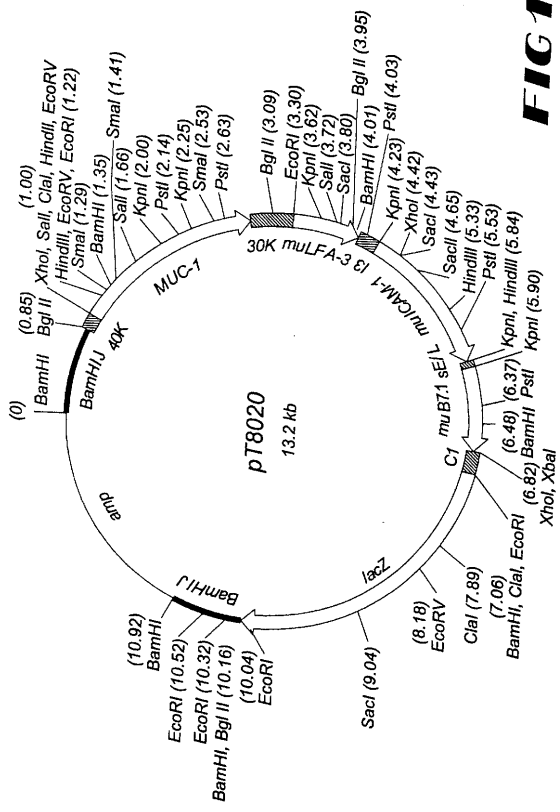 (0)
BamHI
(0.85)
Bgl II
(1.00)
XhoI, SalI, ClaI, HindII, EcoRV
HindIII, EcoRV, EcoRI (1.22)
SmaI (1.29)
BamHI (1.35)
SmaI (1.41)
SalI (1.66)
KpnI (2.00)
PstI (2.14)
KpnI (2.25)
SmaI (2.53)
PstI (2.63)
Bgl II (3.09)
EcoRI (3.30)
KpnI (3.62)
SalI (3.72)
SacI (3.80)
Bgl II (3.95)
BamHI (4.01)
PstI (4.03)
KpnI (4.23)
XhoI (4.42)
SacI (4.43)
SacII (4.65)
HindIII (5.33)
PstI (5.53)
KpnI, HindIII (5.84)
KpnI (5.90)
(6.37)
PstI
(6.48)
BamHI
(6.82)
XhoI, XbaI
(7.06)
BamHI, ClaI, EcoRI
ClaI (7.89)
(8.18)
EcoRV
SacI (9.04)
(10.04)
EcoRI
BamHI, Bgl II (10.16)
EcoRI (10.32)
EcoRI (10.52)
(10.92)
BamHI
BamHI J
40K
MUC-1
30K
muLFA-3
I3
muICAM-1
sE/L
muB7.1
C1
lacZ
BamHI J
amp
pT8020
13.2 kb
FIG 1